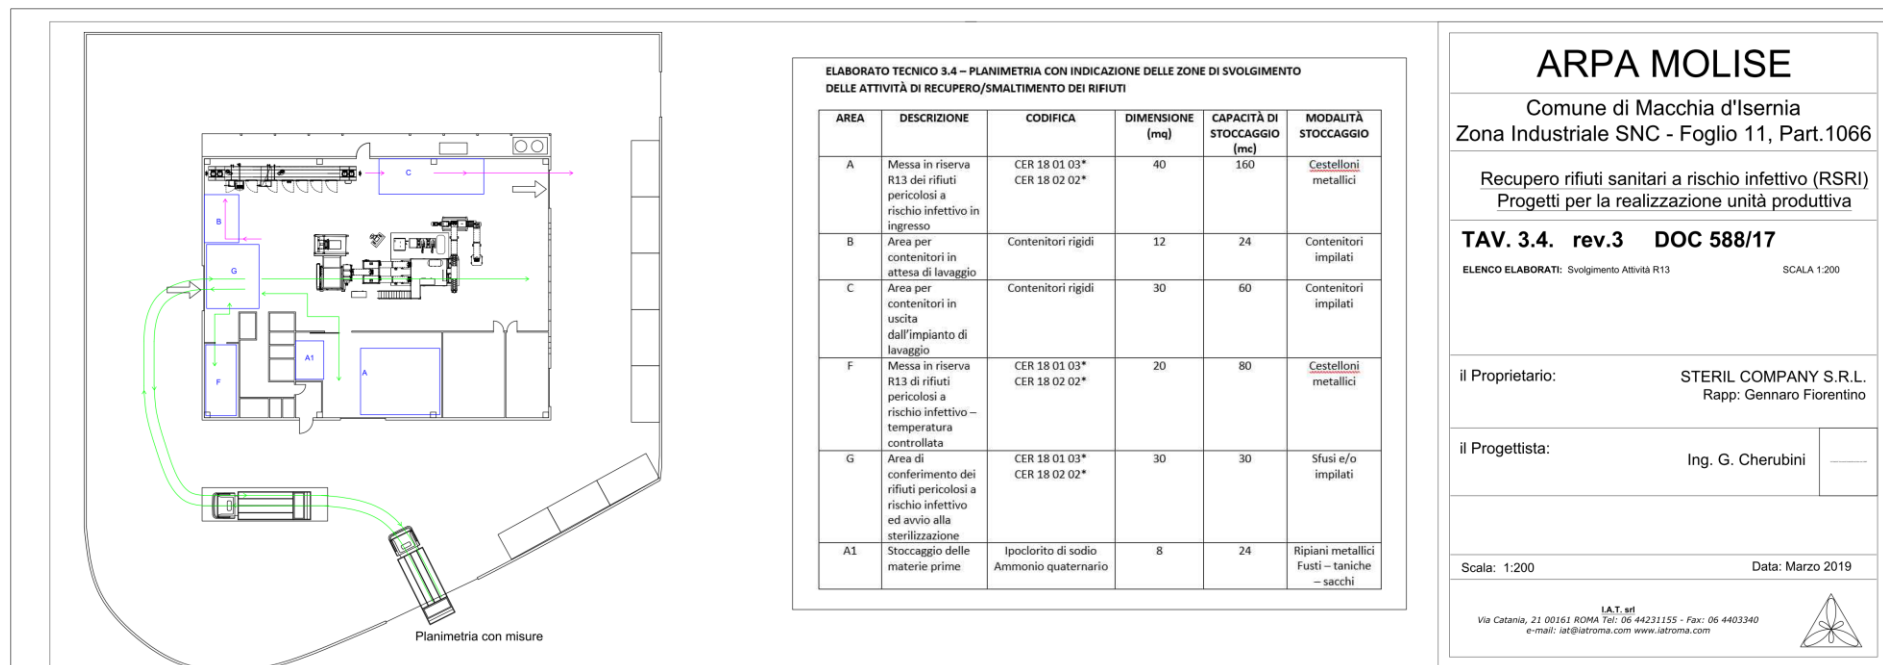 C
B
G
A1
F
A
Planimetria con misure
ELABORATO TECNICO 3.4 – PLANIMETRIA CON INDICAZIONE DELLE ZONE DI SVOLGIMENTO
DELLE ATTIVITÀ DI RECUPERO/SMALTIMENTO DEI RIFIUTI
AREA DESCRIZIONE CODIFICA DIMENSIONE CAPACITÀ DI MODALITÀ
(mq) STOCCAGGIO STOCCAGGIO
(mc)
A Messa in riserva CER 18 01 03* 40 160 Cestelloni
R13 dei rifiuti CER 18 02 02* metallici
pericolosi a
rischio infettivo in
ingresso
B Area per Contenitori rigidi 12 24 Contenitori
contenitori in impilati
attesa di lavaggio
C Area per Contenitori rigidi 30 60 Contenitori
contenitori in impilati
uscita
dall'impianto di
lavaggio
F Messa in riserva CER 18 01 03* 20 80 Cestelloni
R13 di rifiuti CER 18 02 02* metallici
pericolosi a
rischio infettivo –
temperatura
controllata
G Area di CER 18 01 03* 30 30 Sfusi e/o
conferimento dei CER 18 02 02* impilati
rifiuti pericolosi a
rischio infettivo
ed avvio alla
sterilizzazione
A1 Stoccaggio delle Ipoclorito di sodio 8 24 Ripiani metallici
materie prime Ammonio quaternario Fusti – taniche
– sacchi
ARPA MOLISE
Comune di Macchia d'Isernia
Zona Industriale SNC - Foglio 11, Part.1066
Recupero rifiuti sanitari a rischio infettivo (RSRI)
Progetti per la realizzazione unità produttiva
TAV. 3.4. rev.3 DOC 588/17
ELENCO ELABORATI: Svolgimento Attività R13 SCALA 1:200
il Proprietario: STERIL COMPANY S.R.L.
Rapp: Gennaro Fiorentino
il Progettista: Ing. G. Cherubini
Scala: 1:200 Data: Marzo 2019
I.A.T. srl
Via Catania, 21 00161 ROMA Tel: 06 44231155 - Fax: 06 4403340
e-mail: iat@iatroma.com www.iatroma.com